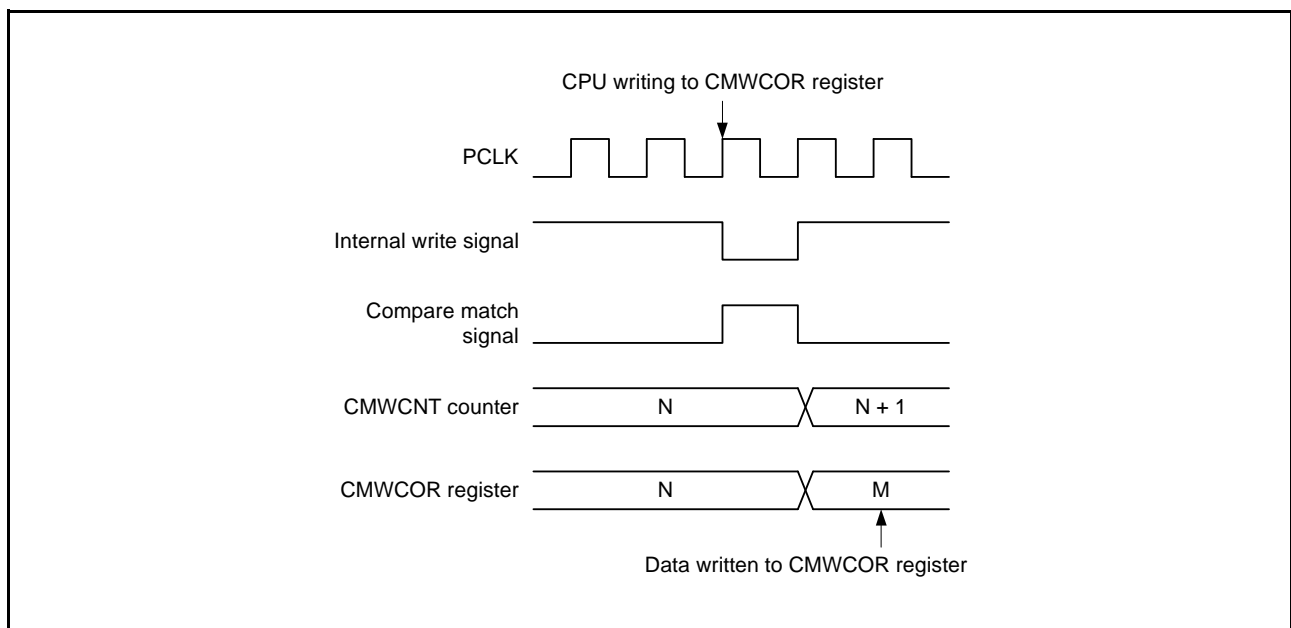 CPU writing to CMWCOR register
PCLK
Internal write signal
Compare match
signal
CMWCNT counter
N
N + 1
CMWCOR register
N
M
Data written to CMWCOR register